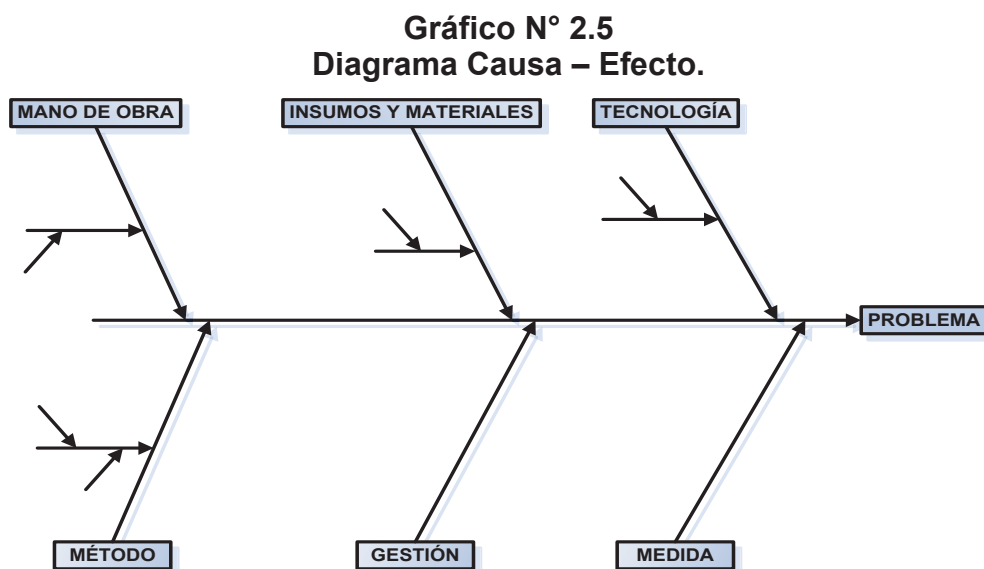 Gráfico N° 2.5
Diagrama Causa – Efecto.
MANO DE OBRA
INSUMOS Y MATERIALES
TECNOLOGÍA
PROBLEMA
MÉTODO
GESTIÓN
MEDIDA